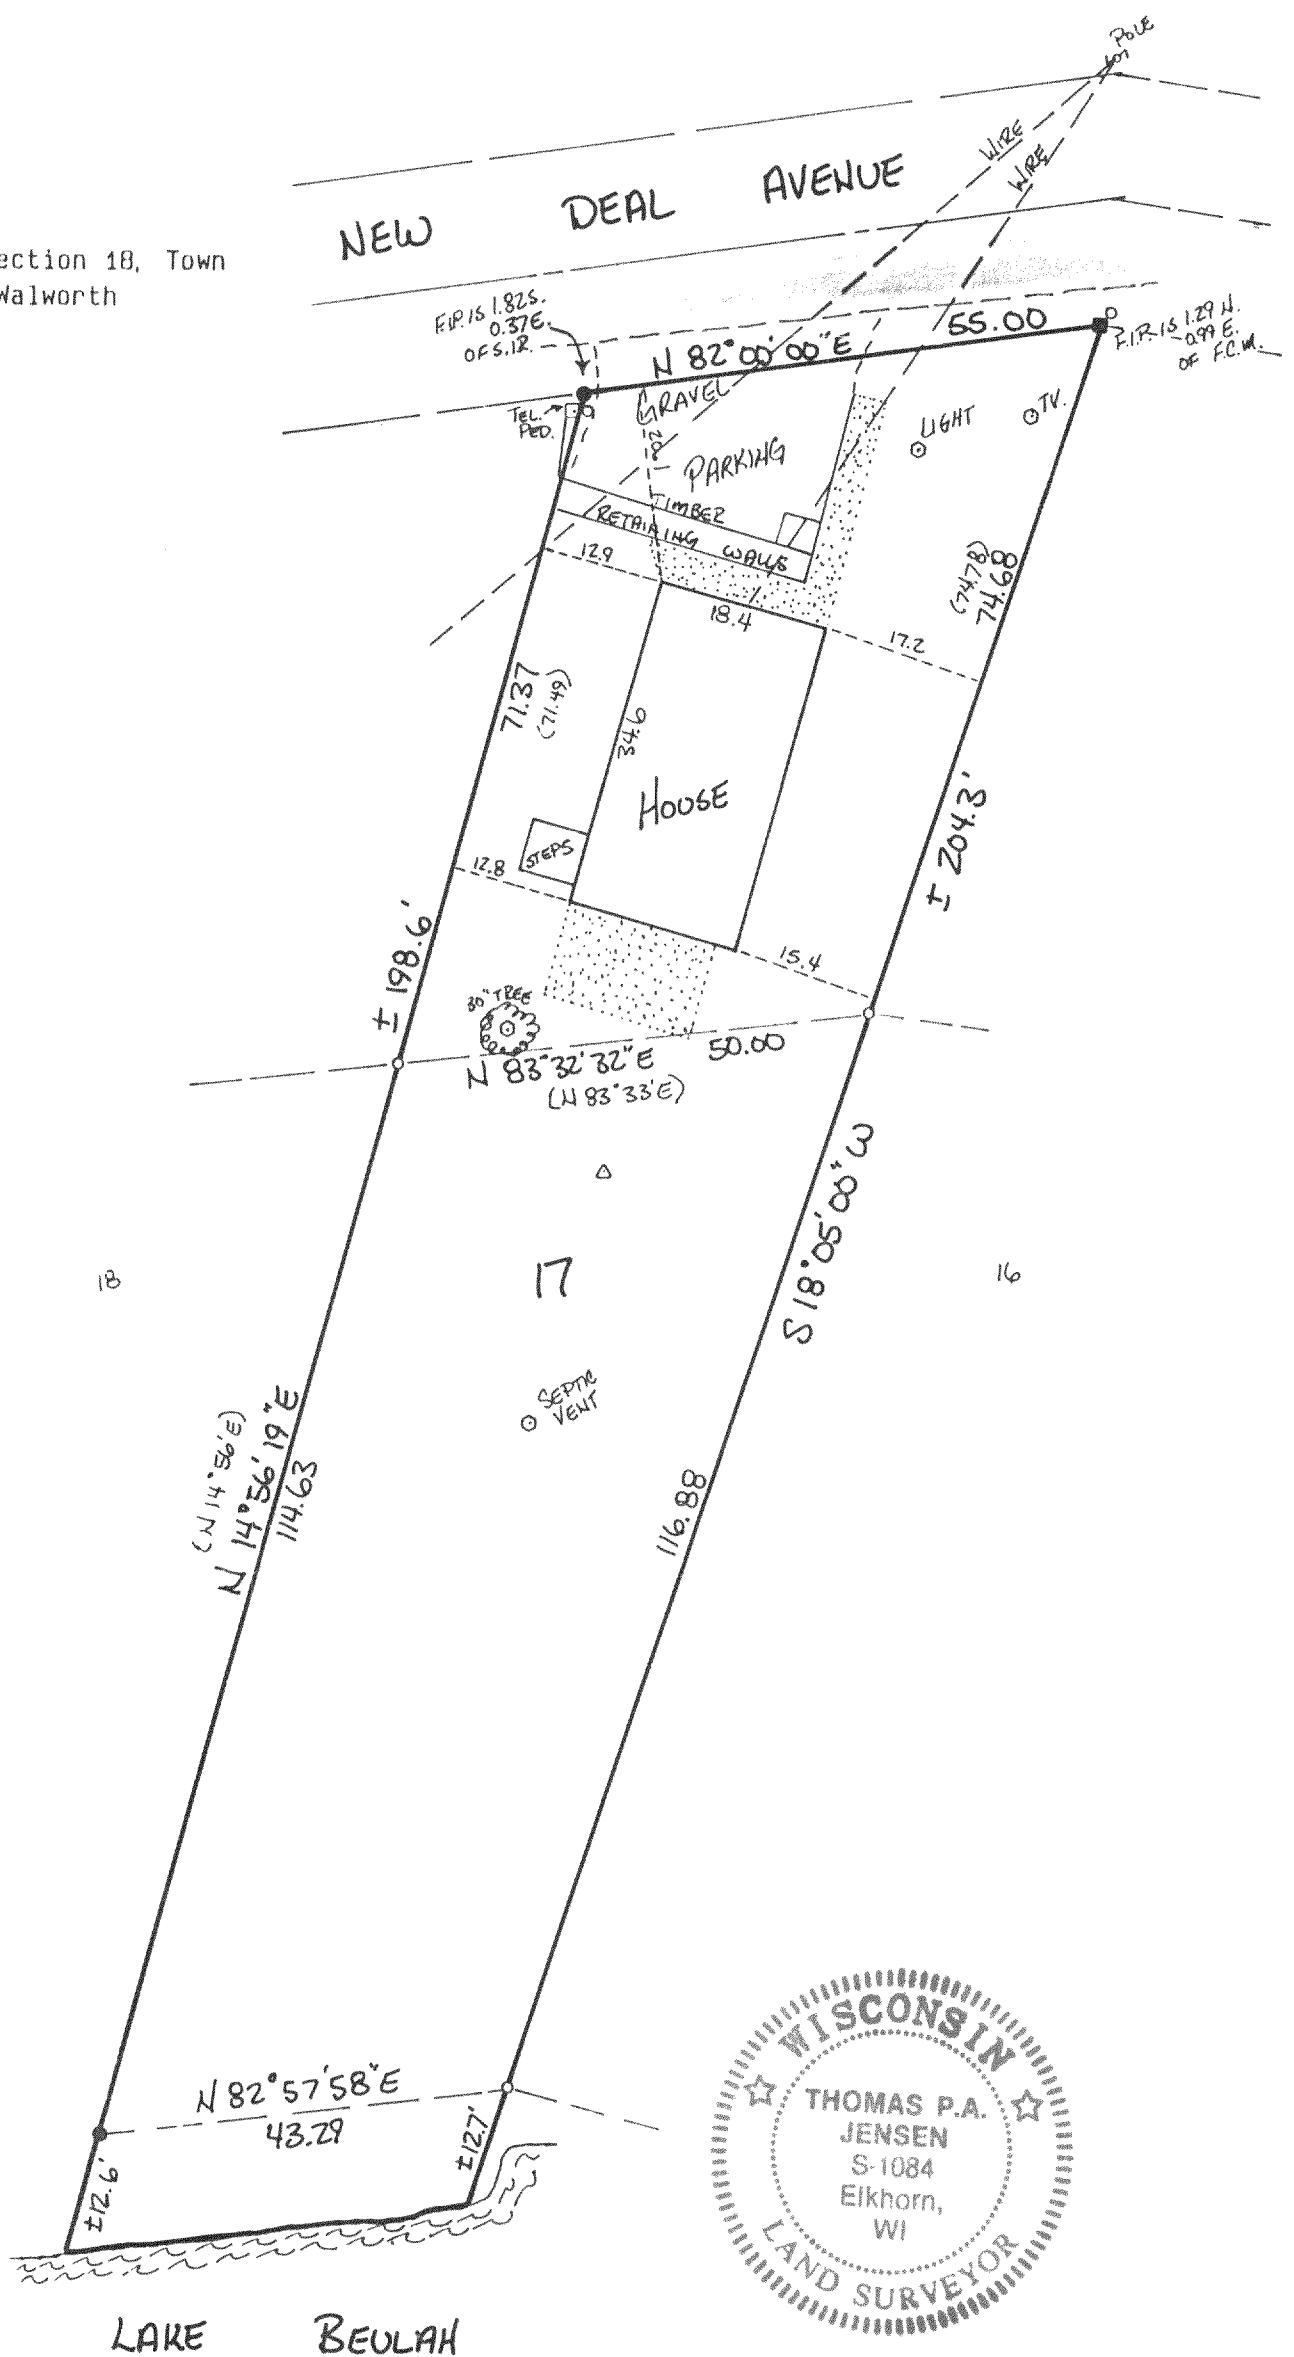 POLE
WIRE
WIRE
NEW DEAL AVENUE
ection 18, Town
Walworth
F.I.P. IS 1.82 S.
0.37 E.
OF S.I.P.
N 82°00'00"E 55.00
F.I.P. IS 1.29 N.
0.99 E.
OF F.C.M.
TEL.
PED.
GRAVEL
PARKING
LIGHT
TV.
TIMBER
RETAINING WALLS
12.9
18.4
17.2
(74.78)
74.68
71.37
(71.49)
34.6
HOUSE
STEPS
12.8
15.4
± 204.3'
± 198.6'
30" TREE
N 83°32'32"E 50.00
(N 83°33'E)
S 18°05'00"W
18
17
16
SEPTIC
VENT
(N 14°56'E)
N 14°56'19"E
114.63
116.88
N 82°57'58"E
43.29
±12.6'
±12.7'
LAKE BEULAH
WISCONSIN
THOMAS P.A.
JENSEN
S-1084
Elkhorn,
WI
LAND SURVEYOR